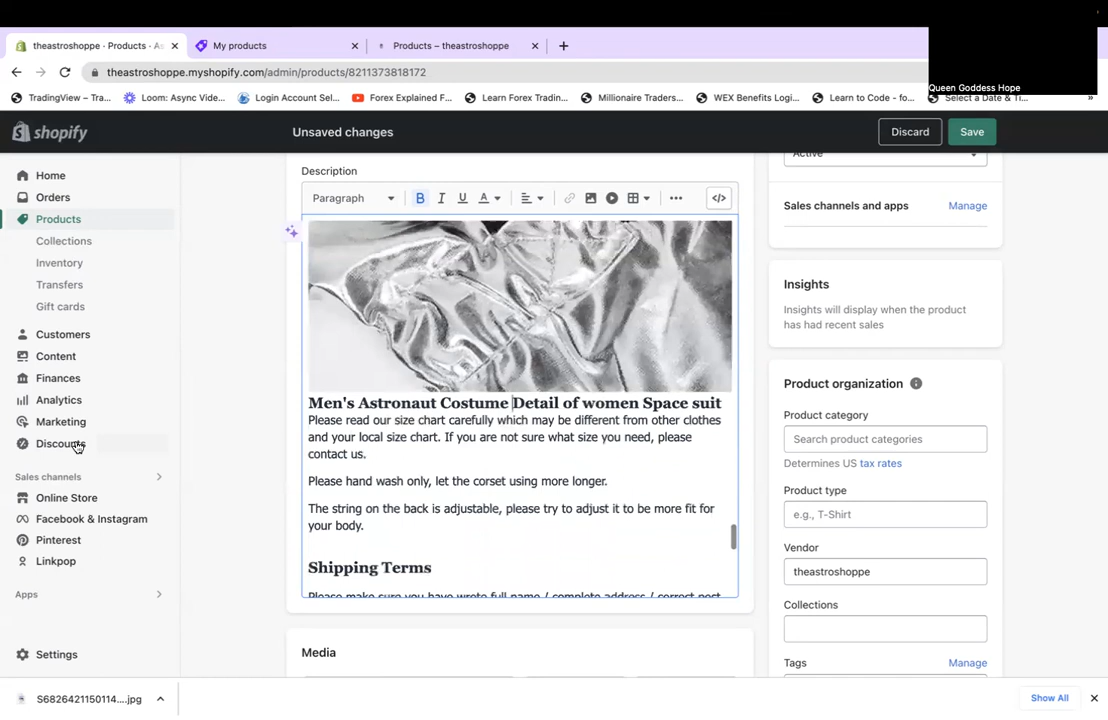 theastroshoppe · Products · As
My products
Products – theastroshoppe
theastroshoppe.myshopify.com/admin/products/8211373818172
Queen Goddess Hope
TradingView – Tra...
Loom: Async Vide...
Login Account Sel...
Forex Explained F...
Learn Forex Tradin...
Millionaire Traders...
WEX Benefits Logi...
Learn to Code - fo...
Select a Date & Ti...
»
shopify
Unsaved changes
Discard
Save
Home
Orders
Products
Collections
Inventory
Transfers
Gift cards
Customers
Content
Finances
Analytics
Marketing
Discounts
Sales channels
Online Store
Facebook & Instagram
Pinterest
Linkpop
Apps
Settings
Description
Paragraph
B I U A
Men's Astronaut Costume Detail of women Space suit
Please read our size chart carefully which may be different from other clothes
and your local size chart. If you are not sure what size you need, please
contact us.
Please hand wash only, let the corset using more longer.
The string on the back is adjustable, please try to adjust it to be more fit for
your body.
Shipping Terms
Please make sure you have wrote full name / complete address / correct post
Media
Active
Sales channels and apps
Manage
Insights
Insights will display when the product
has had recent sales
Product organization
Product category
Search product categories
Determines US tax rates
Product type
e.g., T-Shirt
Vendor
theastroshoppe
Collections
Tags
Manage
S6826421150114....jpg
Show All